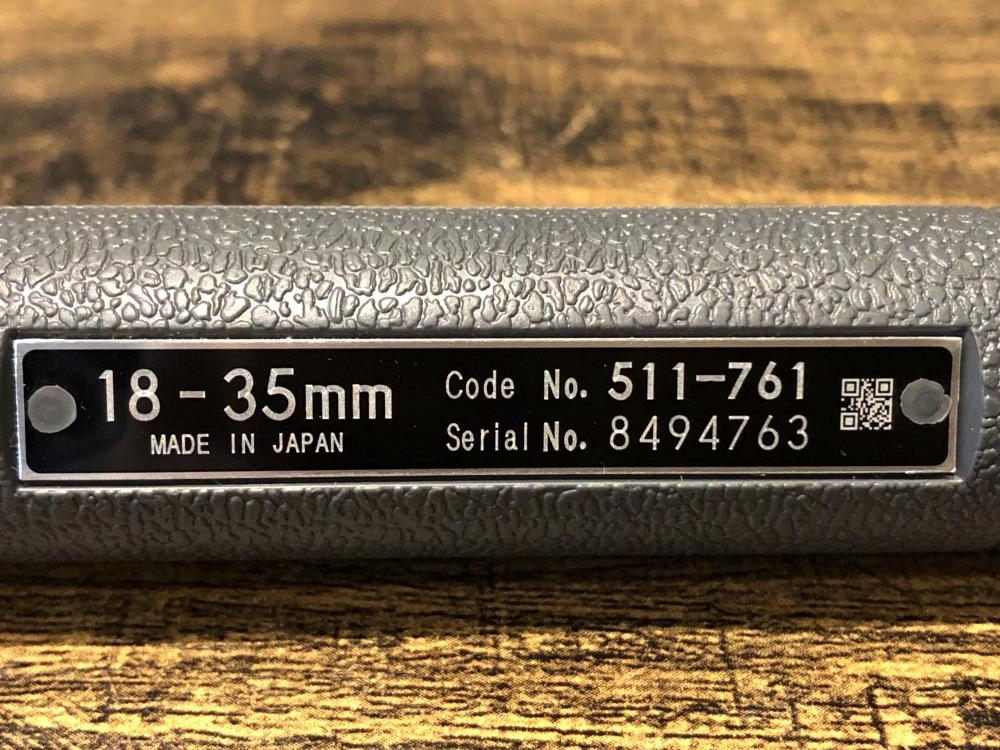 18-35mm
MADE IN JAPAN
Code No. 511-761
Serial No. 8494763